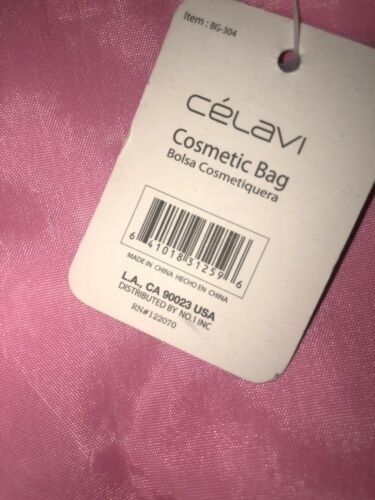 Item : BG-304
CÉLAVI
Cosmetic Bag
Bolsa Cosmetiquera
6 41018 31259 6
MADE IN CHINA HECHO EN CHINA
L.A., CA 90023 USA
DISTRIBUTED BY NO.1 INC
RN#122070